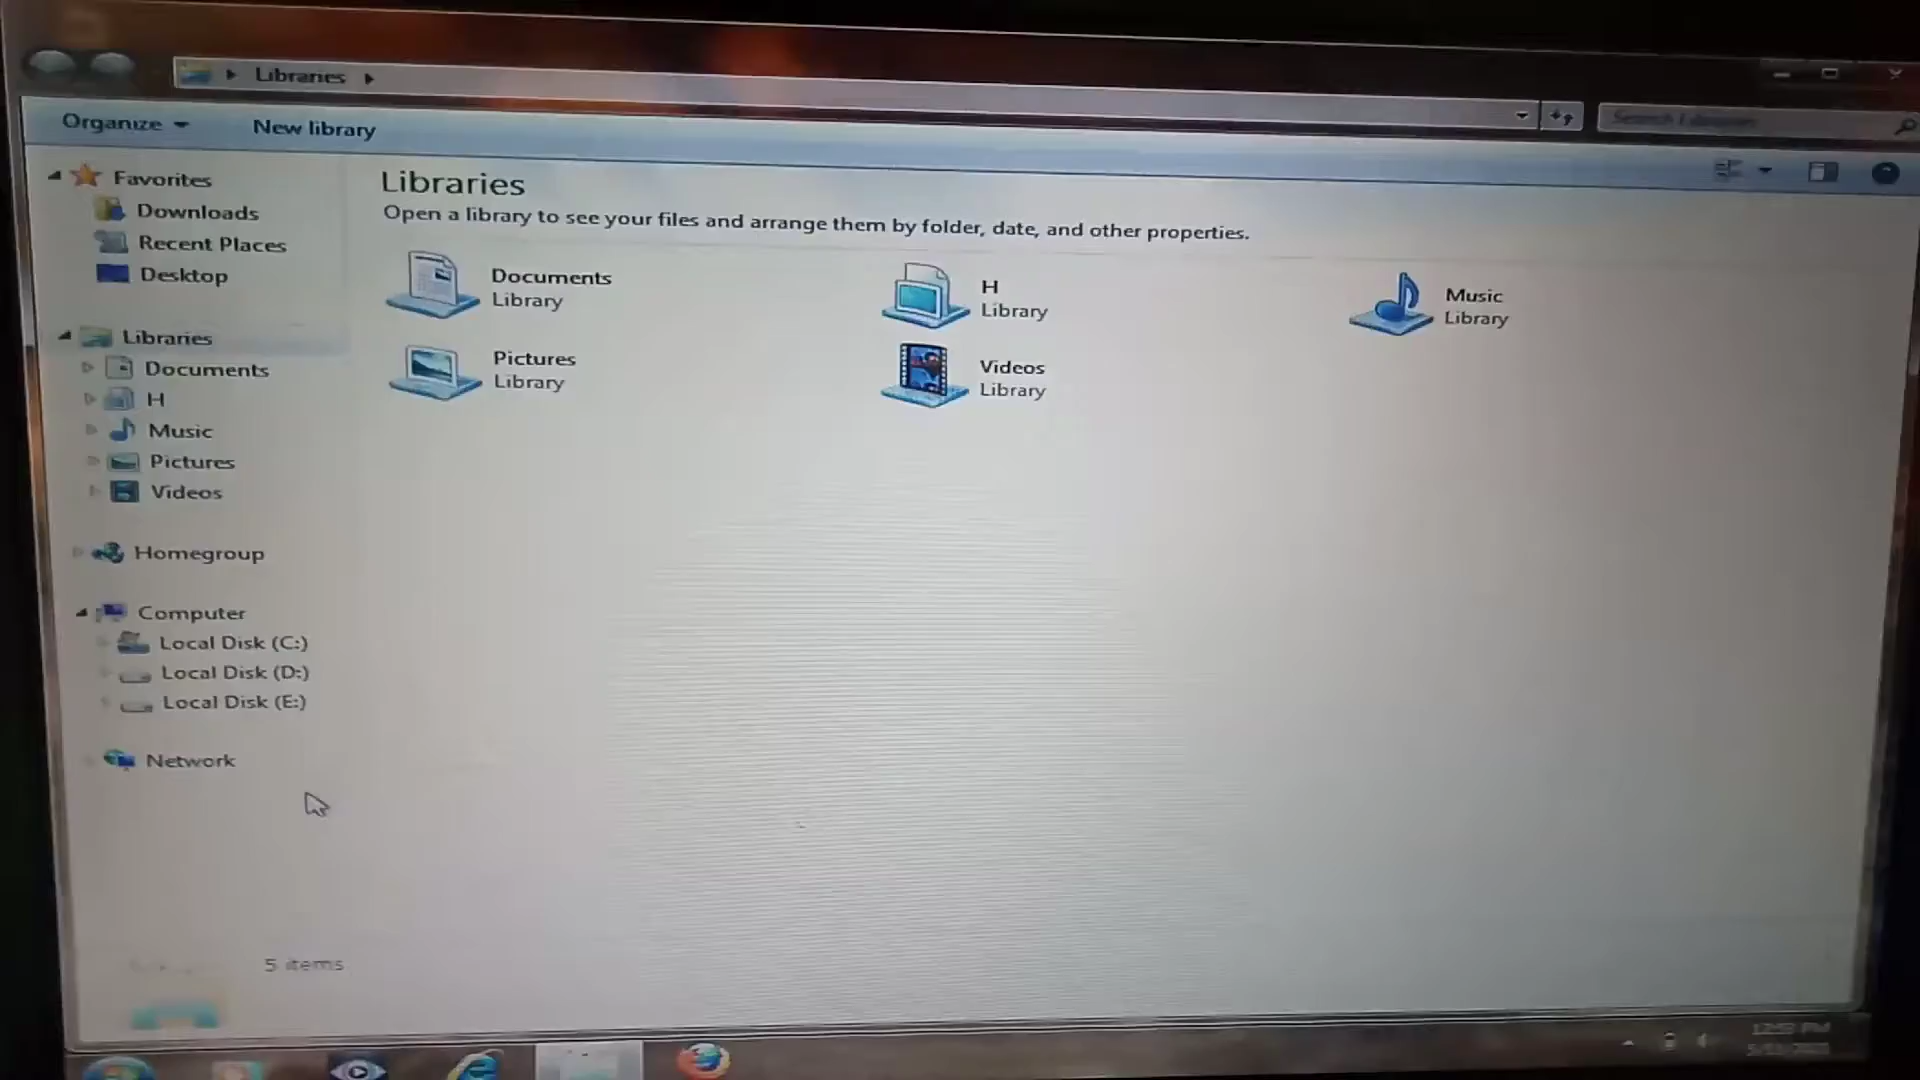 Libraries
Organize
New library
Favorites
Downloads
Recent Places
Desktop
Libraries
Documents
H
Music
Pictures
Videos
Homegroup
Computer
Local Disk (C:)
Local Disk (D:)
Local Disk (E:)
Network
Libraries
Open a library to see your files and arrange them by folder, date, and other properties.
Documents
Library
H
Library
Music
Library
Pictures
Library
Videos
Library
5 items